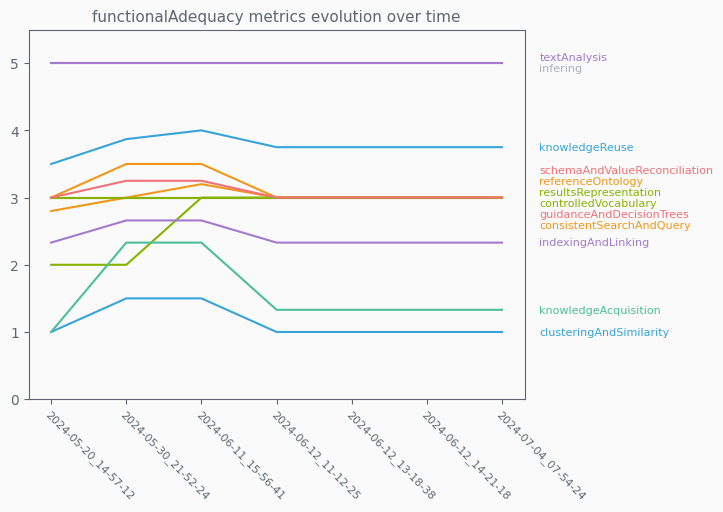 functionalAdequacy metrics evolution over time
5
4
3
2
1
0
textAnalysis
infering
knowledgeReuse
schemaAndValueReconciliation
referenceOntology
resultsRepresentation
controlledVocabulary
guidanceAndDecisionTrees
consistentSearchAndQuery
indexingAndLinking
knowledgeAcquisition
clusteringAndSimilarity
2024-05-20_14-57-12
2024-05-30_21-52-24
2024-06-11_15-56-41
2024-06-12_11-12-25
2024-06-12_13-18-38
2024-06-12_14-21-18
2024-07-04_07-54-24